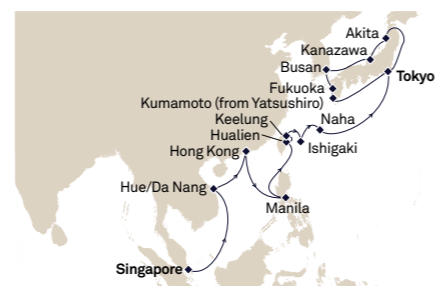 Akita
Kanazawa
Busan
Tokyo
Fukuoka
Kumamoto (from Yatsushiro)
Keelung
Naha
Hualien
Ishigaki
Hong Kong
Hue/Da Nang
Manila
Singapore